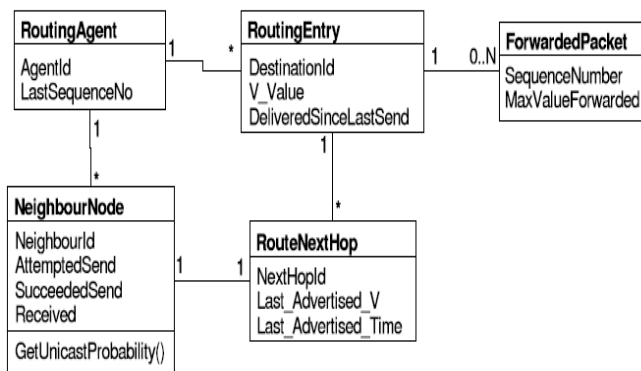 RoutingAgent
AgentId
LastSequenceNo
1
*
RoutingEntry
DestinationId
V_Value
DeliveredSinceLastSend
1
0..N
ForwardedPacket
SequenceNumber
MaxValueForwarded
1
*
1
*
NeighbourNode
NeighbourId
AttemptedSend
SucceededSend
Received
GetUnicastProbability()
1
1
RouteNextHop
NextHopId
Last_Advertised_V
Last_Advertised_Time